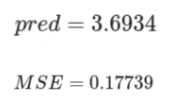 pred = 3.6934
MSE = 0.17739